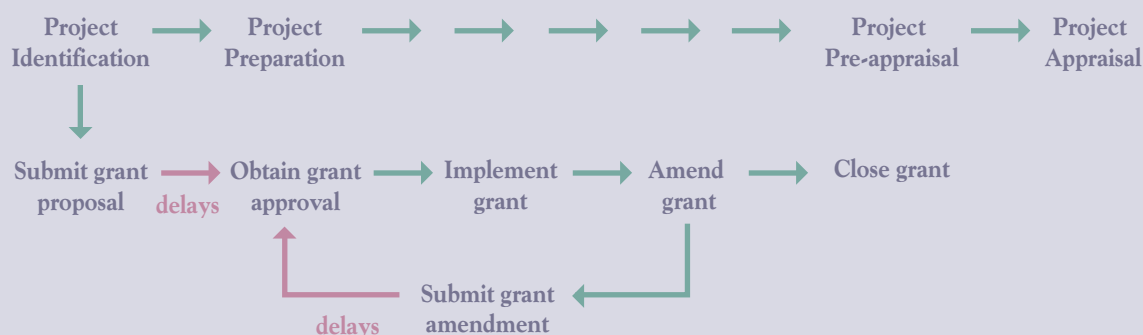 Project
Identification
Project
Preparation
Project
Pre-appraisal
Project
Appraisal
Submit grant
proposal
delays
Obtain grant
approval
Implement
grant
Amend
grant
Close grant
Submit grant
amendment
delays